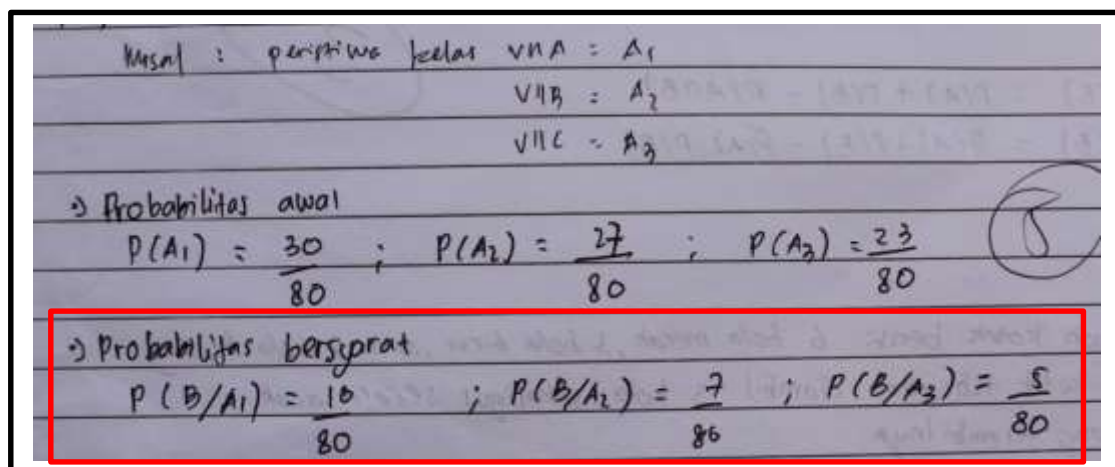 Misal : peristiwa kelas VIIA = A1
VIIB = A2
VIIC = A3
•) Probabilitas awal
P(A1) = 30/80 ; P(A2) = 27/80 ; P(A3) = 23/80
•) Probabilitas bersyarat
P(B/A1) = 10/80 ; P(B/A2) = 7/80 ; P(B/A3) = 5/80